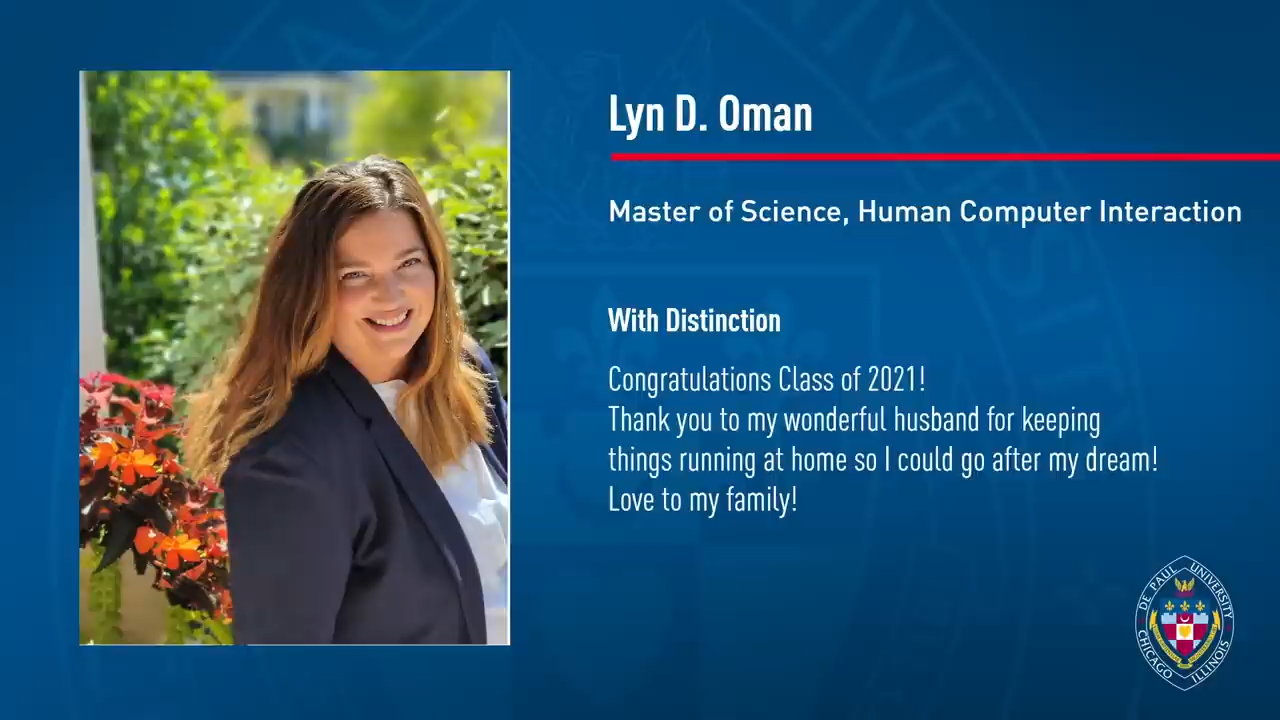 Lyn D. Oman
Master of Science, Human Computer Interaction
With Distinction
Congratulations Class of 2021!
Thank you to my wonderful husband for keeping
things running at home so I could go after my dream!
Love to my family!
DE PAUL UNIVERSITY
CHICAGO ILLINOIS